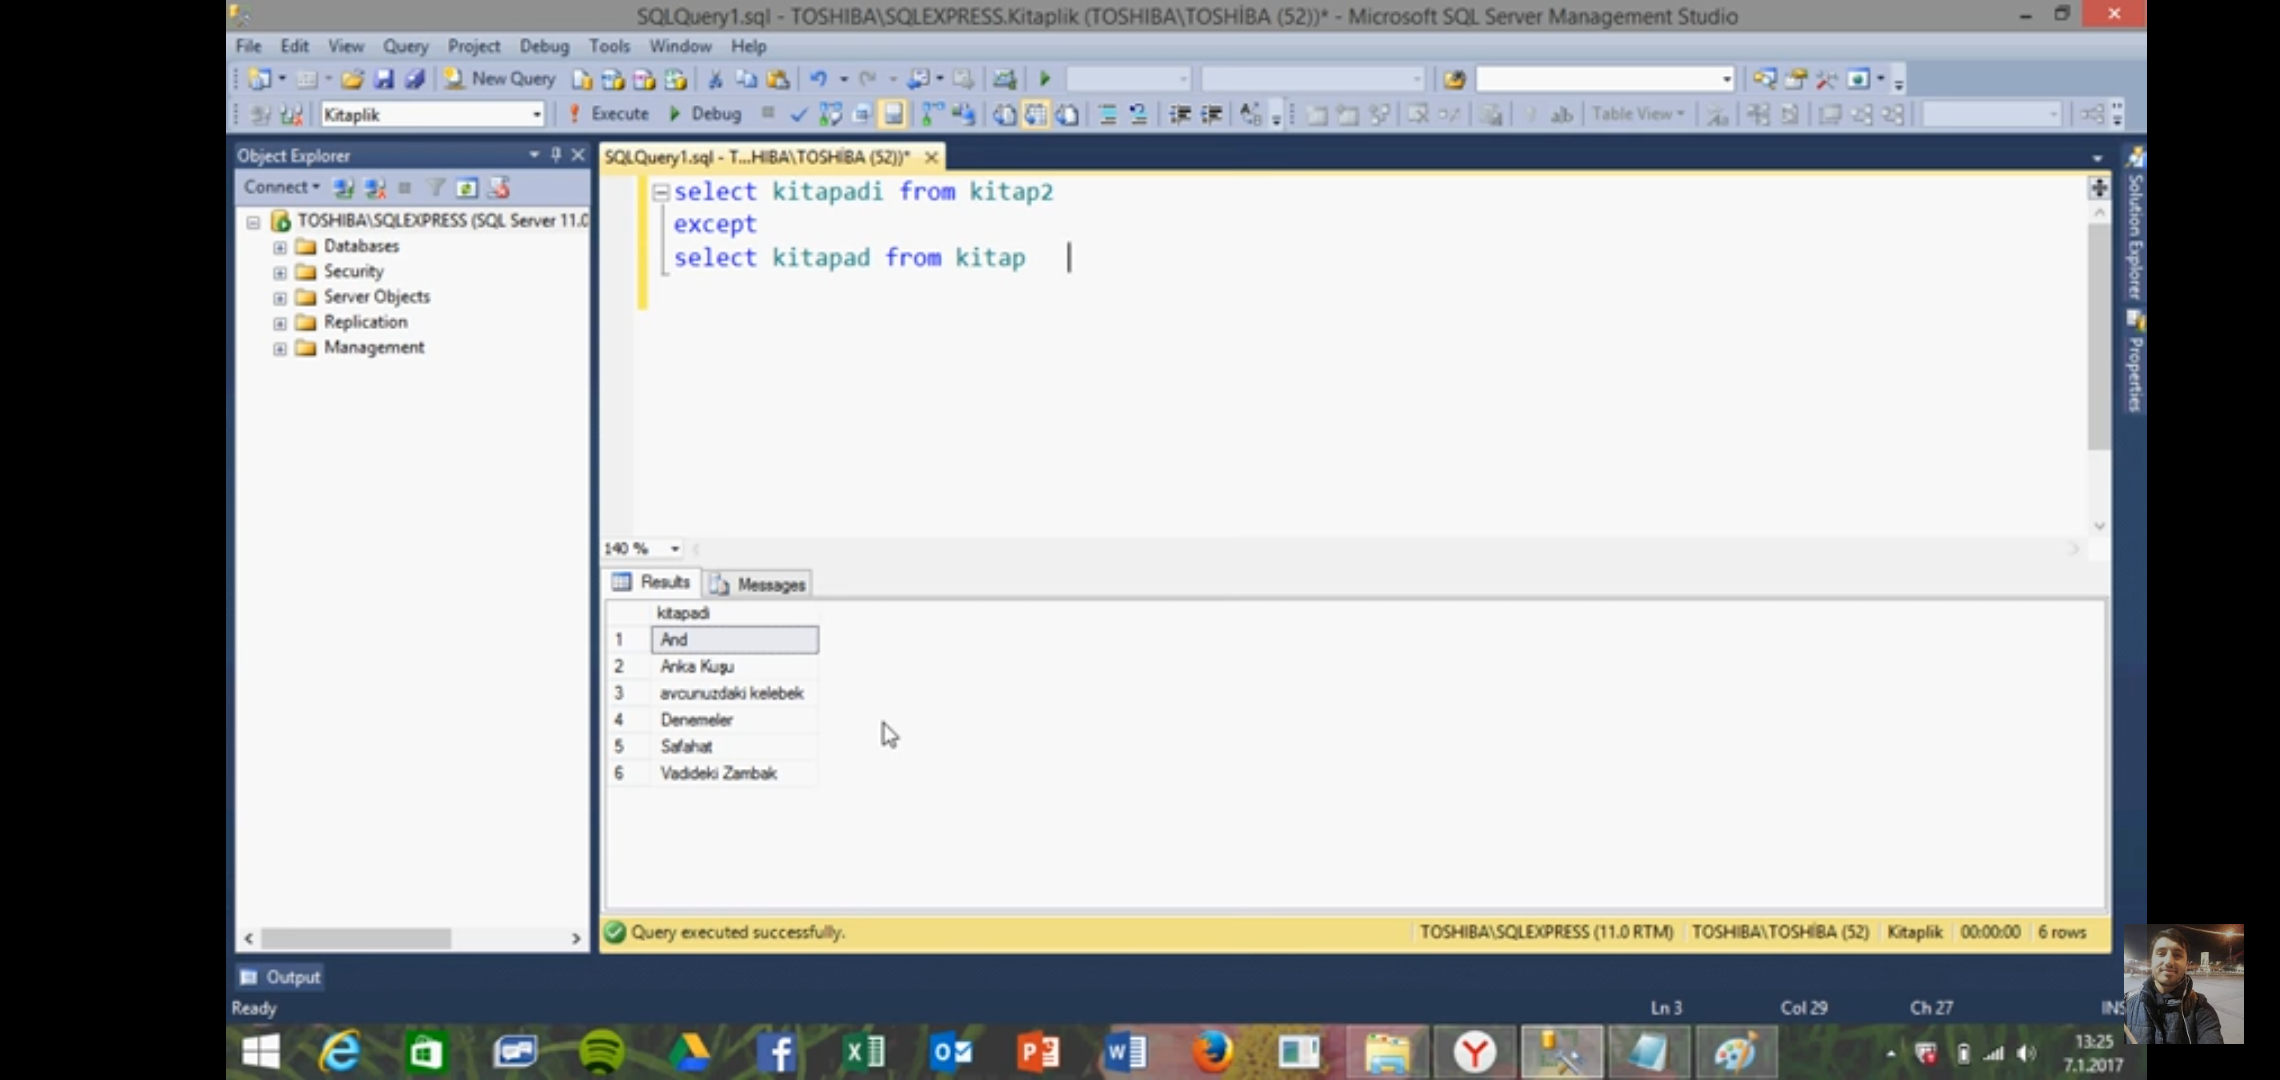 SQLQuery1.sql - TOSHIBA\SQLEXPRESS.Kitaplik (TOSHIBA\TOSHİBA (52))* - Microsoft SQL Server Management Studio
File Edit View Query Project Debug Tools Window Help
New Query
Kitaplik Execute Debug Table View
Object Explorer
Connect
TOSHIBA\SQLEXPRESS (SQL Server 11.0
Databases
Security
Server Objects
Replication
Management
SQLQuery1.sql - T...HIBA\TOSHİBA (52))*
select kitapadi from kitap2
except
select kitapad from kitap
140 %
Results Messages
kitapadi
1 And
2 Anka Kuşu
3 avcunuzdaki kelebek
4 Denemeler
5 Safahat
6 Vadideki Zambak
Query executed successfully. TOSHIBA\SQLEXPRESS (11.0 RTM) TOSHIBA\TOSHİBA (52) Kitaplik 00:00:00 6 rows
Solution Explorer
Properties
Output
Ready Ln 3 Col 29 Ch 27 INS
13:25
7.1.2017